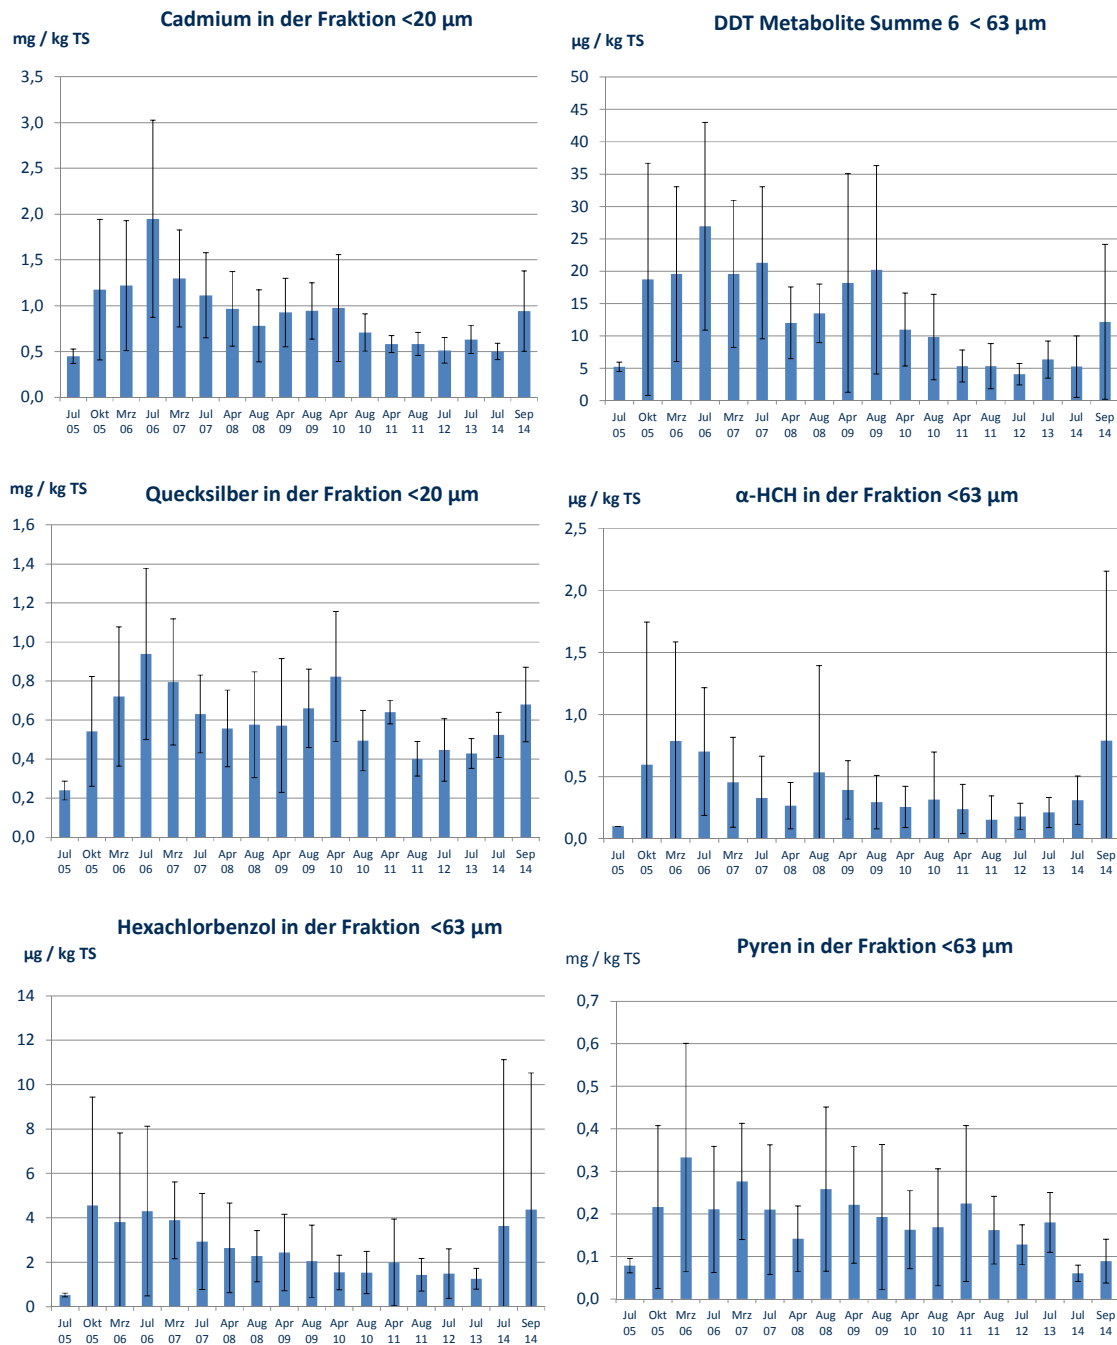 Cadmium in der Fraktion <20 µm
mg / kg TS
3,5
3,0
2,5
2,0
1,5
1,0
0,5
0,0
Jul Okt Mrz Jul Mrz Jul Apr Aug Apr Aug Apr Aug Apr Aug Jul Jul Jul Sep
05 05 06 06 07 07 08 08 09 09 10 10 11 11 12 13 14 14
DDT Metabolite Summe 6 < 63 µm
µg / kg TS
50
45
40
35
30
25
20
15
10
5
0
Jul Okt Mrz Jul Mrz Jul Apr Aug Apr Aug Apr Aug Apr Aug Jul Jul Jul Sep
05 05 06 06 07 07 08 08 09 09 10 10 11 11 12 13 14 14
mg / kg TS
Quecksilber in der Fraktion <20 µm
1,6
1,4
1,2
1,0
0,8
0,6
0,4
0,2
0,0
Jul Okt Mrz Jul Mrz Jul Apr Aug Apr Aug Apr Aug Apr Aug Jul Jul Jul Sep
05 05 06 06 07 07 08 08 09 09 10 10 11 11 12 13 14 14
µg / kg TS
α-HCH in der Fraktion <63 µm
2,5
2,0
1,5
1,0
0,5
0,0
Jul Okt Mrz Jul Mrz Jul Apr Aug Apr Aug Apr Aug Apr Aug Jul Jul Jul Sep
05 05 06 06 07 07 08 08 09 09 10 10 11 11 12 13 14 14
Hexachlorbenzol in der Fraktion <63 µm
µg / kg TS
14
12
10
8
6
4
2
0
Jul Okt Mrz Jul Mrz Jul Apr Aug Apr Aug Apr Aug Apr Aug Jul Jul Jul Sep
05 05 06 06 07 07 08 08 09 09 10 10 11 11 12 13 14 14
Pyren in der Fraktion <63 µm
mg / kg TS
0,7
0,6
0,5
0,4
0,3
0,2
0,1
0,0
Jul Okt Mrz Jul Mrz Jul Apr Aug Apr Aug Apr Aug Apr Aug Jul Jul Jul Sep
05 05 06 06 07 07 08 08 09 09 10 10 11 11 12 13 14 14